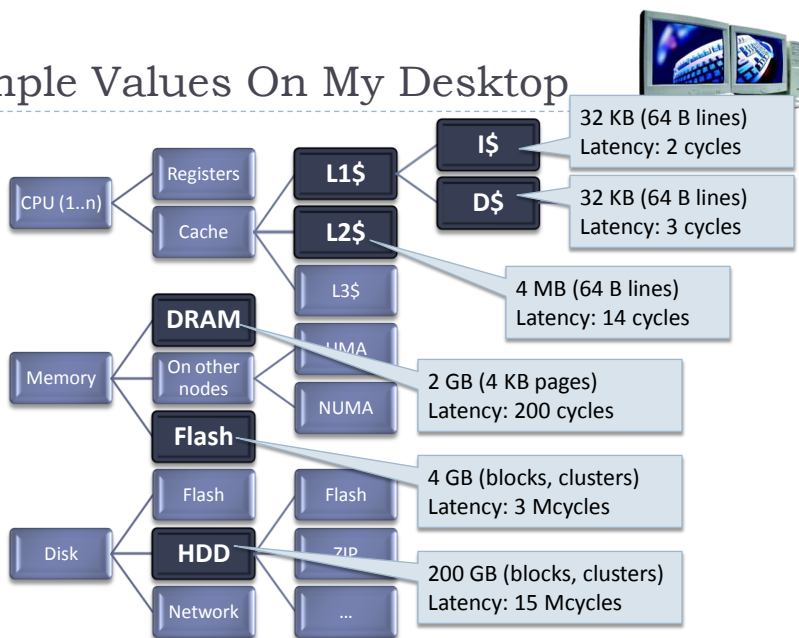 mple Values On My Desktop
CPU (1..n)
Registers
Cache
L1$
L2$
L3$
I$
D$
32 KB (64 B lines)
Latency: 2 cycles
32 KB (64 B lines)
Latency: 3 cycles
4 MB (64 B lines)
Latency: 14 cycles
Memory
DRAM
On other
nodes
Flash
UMA
NUMA
2 GB (4 KB pages)
Latency: 200 cycles
4 GB (blocks, clusters)
Latency: 3 Mcycles
Disk
Flash
HDD
Network
Flash
ZIP
...
200 GB (blocks, clusters)
Latency: 15 Mcycles